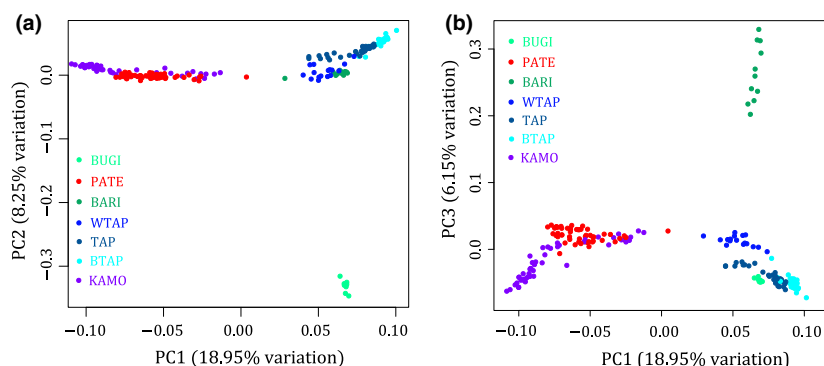 (a)
PC2 (8.25% variation)
0.0
−0.1
−0.2
−0.3
BUGI
PATE
BARI
WTAP
TAP
BTAP
KAMO
−0.10
−0.05
0.00
0.05
0.10
PC1 (18.95% variation)
(b)
PC3 (6.15% variation)
0.3
0.2
0.1
0.0
BUGI
PATE
BARI
WTAP
TAP
BTAP
KAMO
−0.10
−0.05
0.00
0.05
0.10
PC1 (18.95% variation)